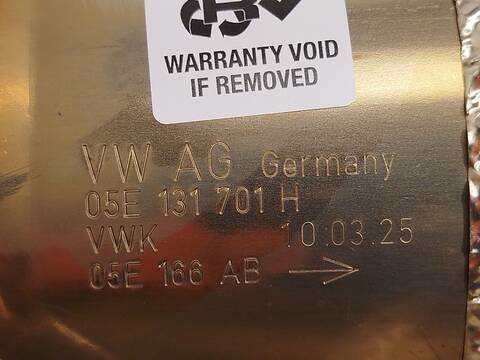 WARRANTY VOID
IF REMOVED
VW AG Germany
05E 131 701 H
VWK 10.03.25
05E 166 AB →